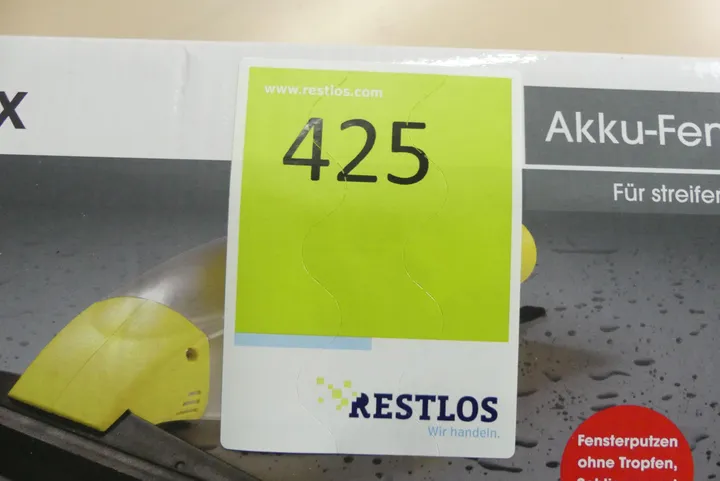 x
www.restlos.com
425
Akku-Fen
Für streifen
RESTLOS
Wir handeln.
Fensterputzen
ohne Tropfen,